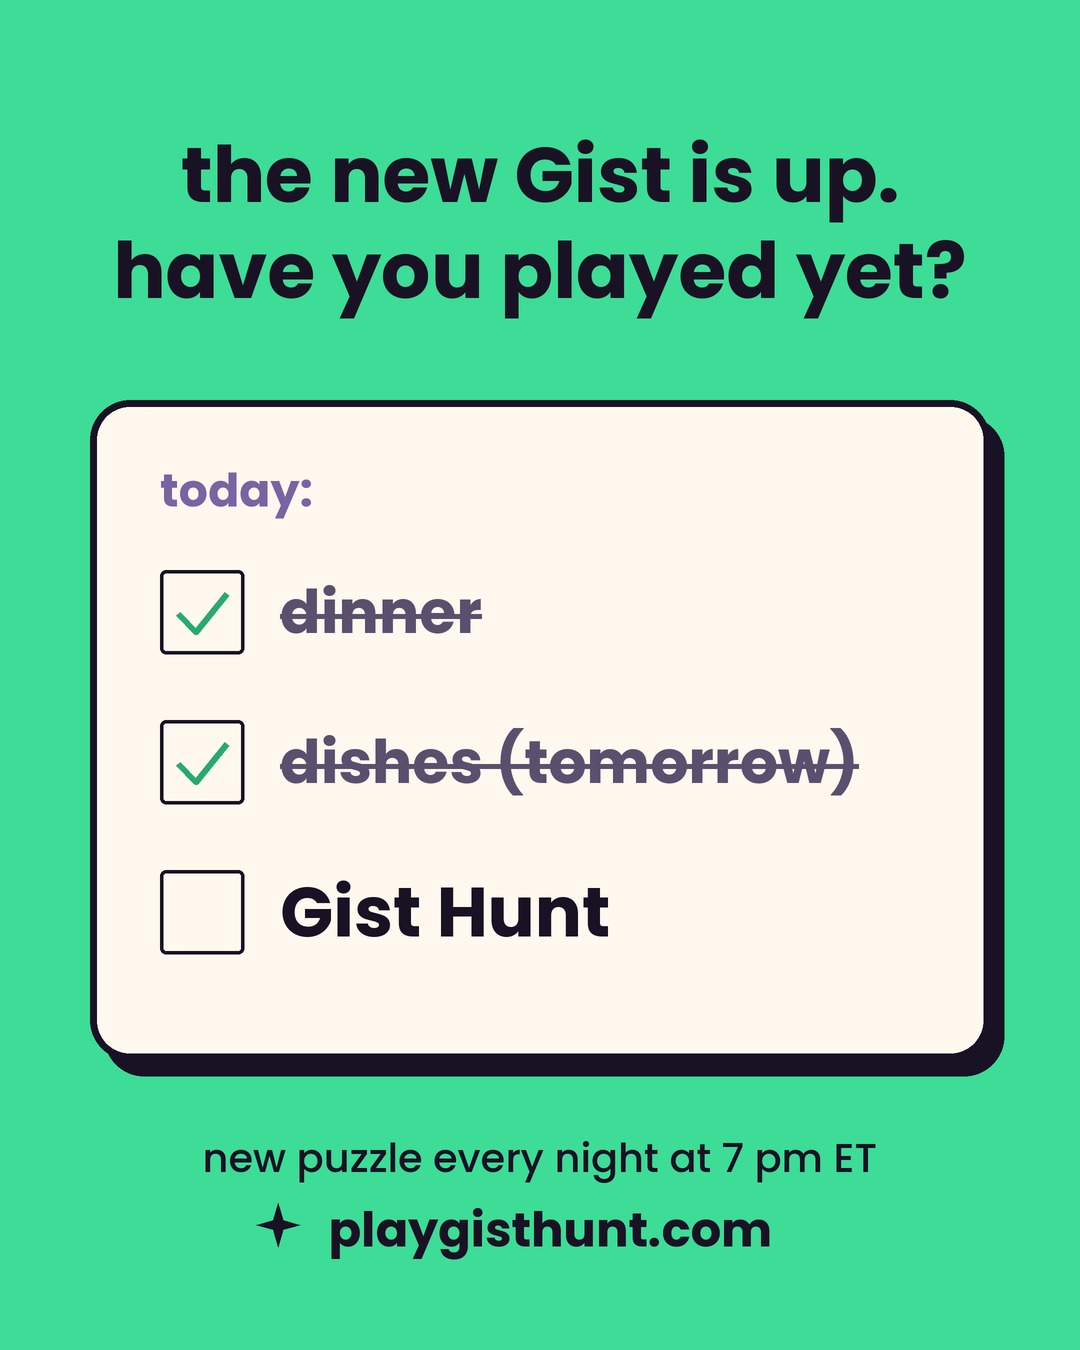 the new Gist is up.
have you played yet?
today:
dinner
dishes (tomorrow)
Gist Hunt
new puzzle every night at 7 pm ET
playgisthunt.com